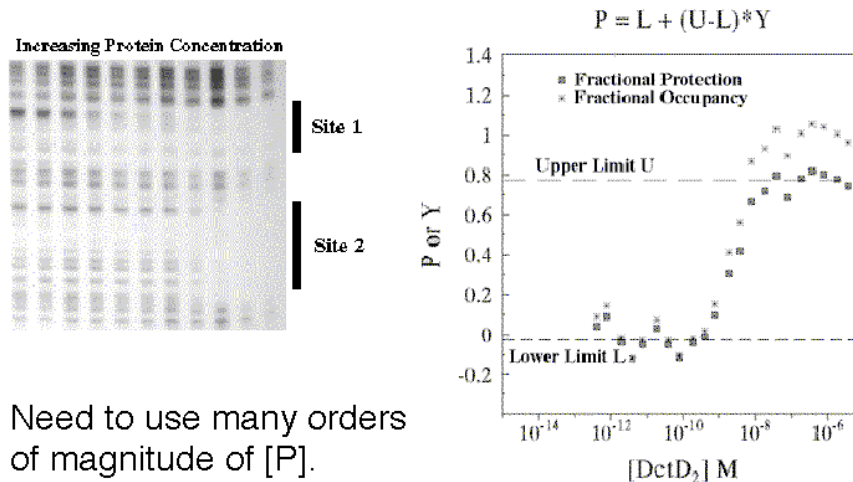 Increasing Protein Concentration
Site 1
Site 2
Need to use many orders
of magnitude of [P].
P = L + (U-L)*Y
1.4
1.2
1
0.8
0.6
0.4
0.2
0
-0.2
P or Y
Fractional Protection
Fractional Occupancy
Upper Limit U
Lower Limit L
10⁻¹⁴
10⁻¹²
10⁻¹⁰
10⁻⁸
10⁻⁶
[DctD₂] M